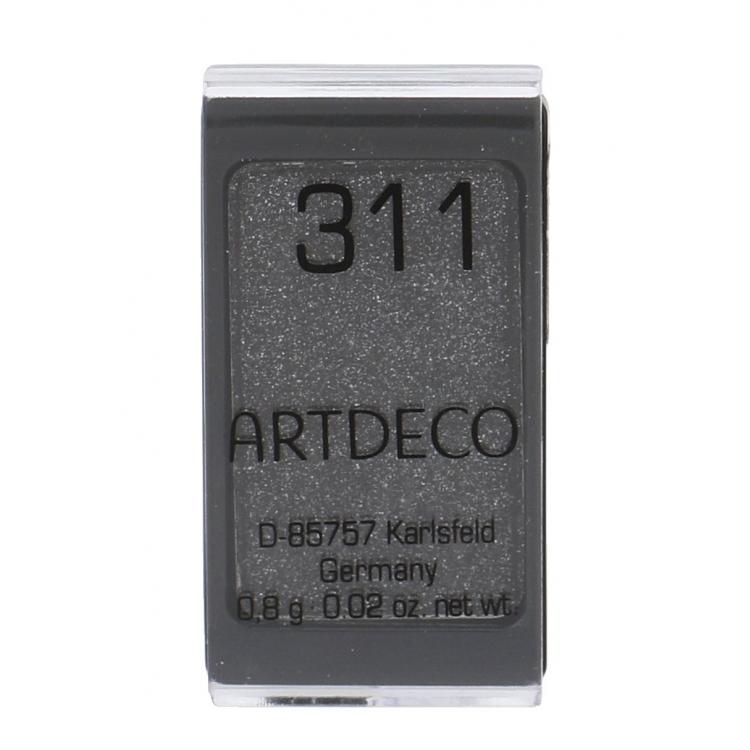 311
ARTDECO
D-85757 Karlsfeld
Germany
0,8 g · 0.02 oz. net wt.